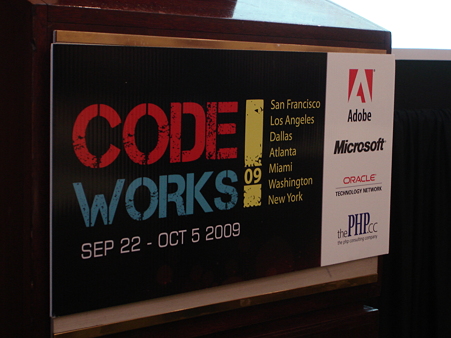 CODE
WORKS
09
SEP 22 - OCT 5 2009
San Francisco
Los Angeles
Dallas
Atlanta
Miami
Washington
New York
Adobe
Microsoft
ORACLE
TECHNOLOGY NETWORK
thePHP.cc
the php consulting company